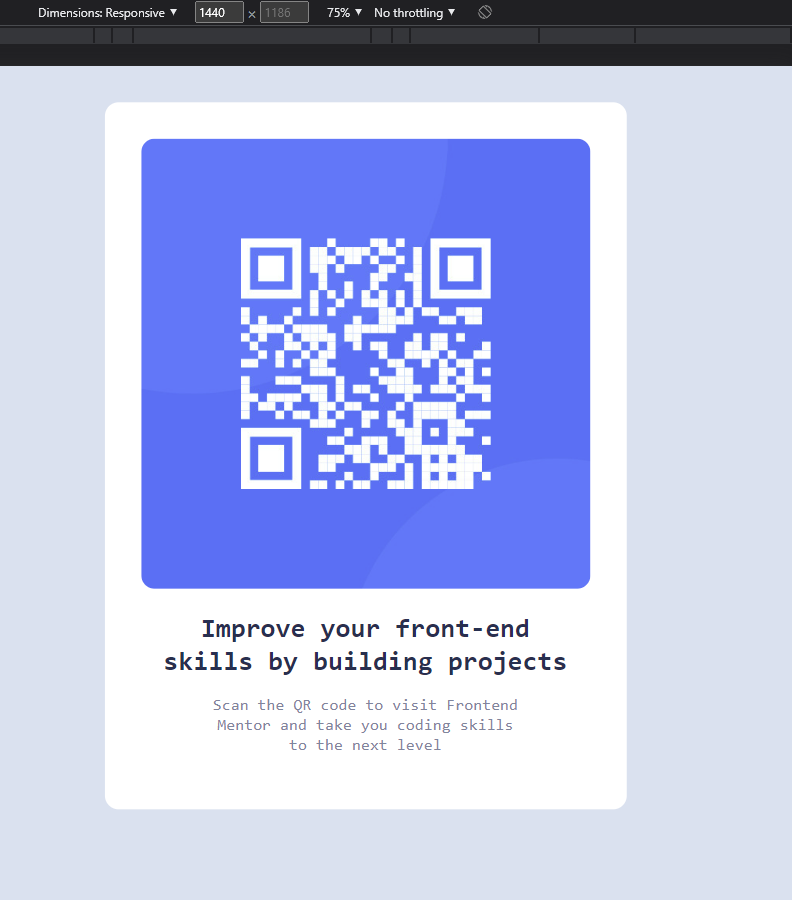 Dimensions: Responsive ▼ 1440 × 1186 75% ▼ No throttling ▼
Improve your front-end
skills by building projects
Scan the QR code to visit Frontend
Mentor and take you coding skills
to the next level